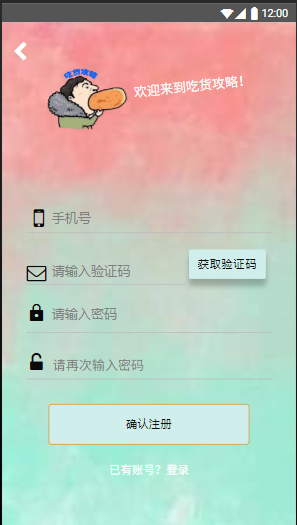 12:00
吃货攻略
欢迎来到吃货攻略！
手机号
请输入验证码
获取验证码
请输入密码
请再次输入密码
确认注册
已有账号？登录